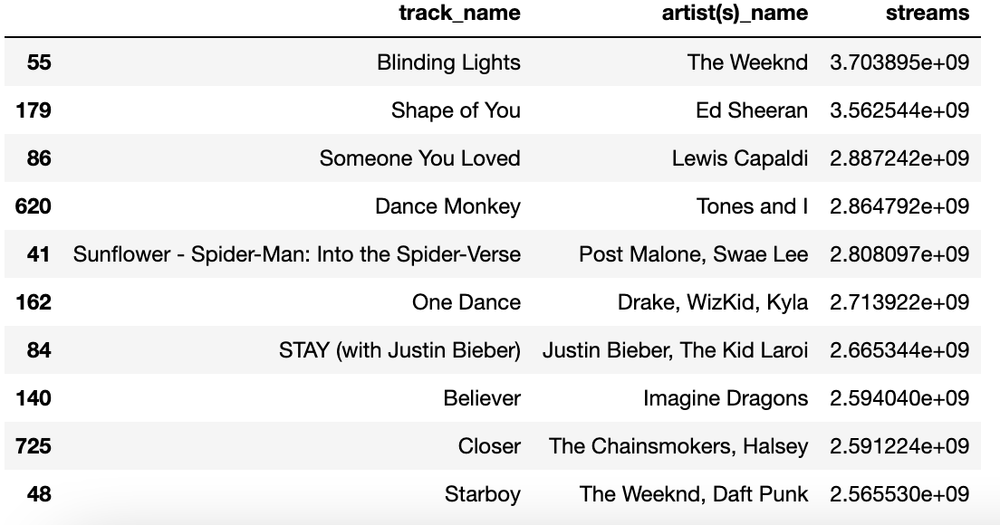 track_name artist(s)_name streams
55 Blinding Lights The Weeknd 3.703895e+09
179 Shape of You Ed Sheeran 3.562544e+09
86 Someone You Loved Lewis Capaldi 2.887242e+09
620 Dance Monkey Tones and I 2.864792e+09
41 Sunflower - Spider-Man: Into the Spider-Verse Post Malone, Swae Lee 2.808097e+09
162 One Dance Drake, WizKid, Kyla 2.713922e+09
84 STAY (with Justin Bieber) Justin Bieber, The Kid Laroi 2.665344e+09
140 Believer Imagine Dragons 2.594040e+09
725 Closer The Chainsmokers, Halsey 2.591224e+09
48 Starboy The Weeknd, Daft Punk 2.565530e+09